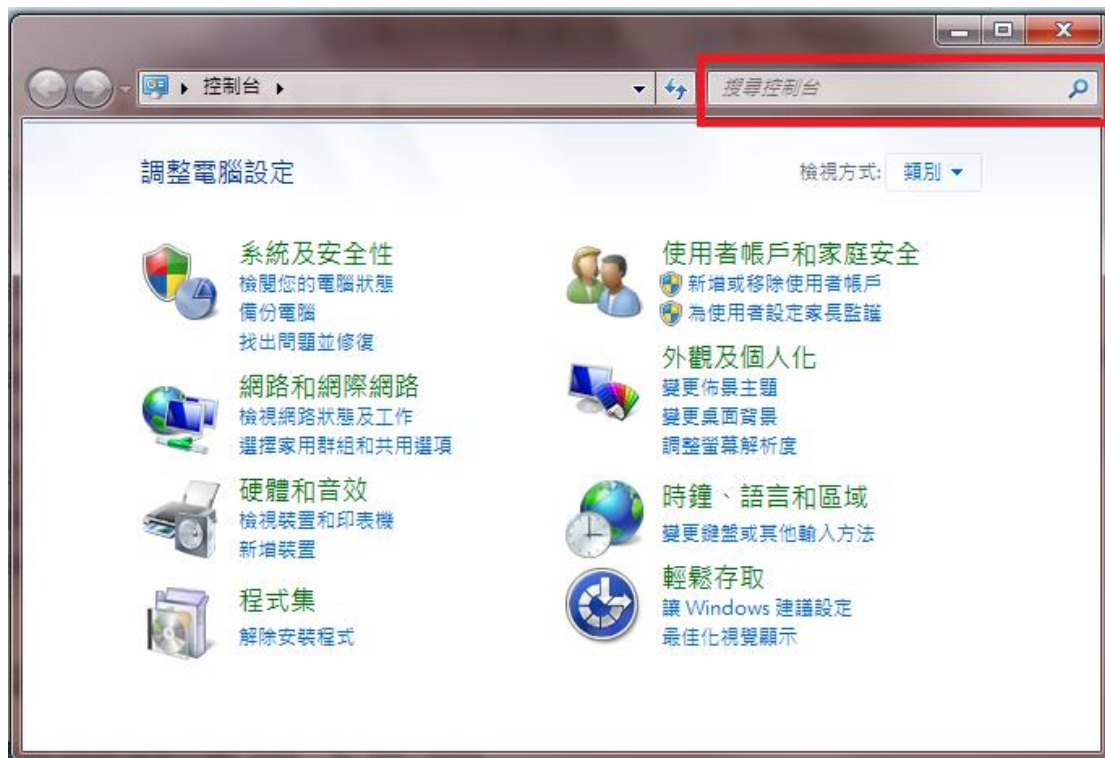 控制台
搜尋控制台
調整電腦設定
檢視方式: 類別
系統及安全性
檢閱您的電腦狀態
備份電腦
找出問題並修復
網路和網際網路
檢視網路狀態及工作
選擇家用群組和共用選項
硬體和音效
檢視裝置和印表機
新增裝置
程式集
解除安裝程式
使用者帳戶和家庭安全
新增或移除使用者帳戶
為使用者設定家長監護
外觀及個人化
變更佈景主題
變更桌面背景
調整螢幕解析度
時鐘、語言和區域
變更鍵盤或其他輸入方法
輕鬆存取
讓 Windows 建議設定
最佳化視覺顯示